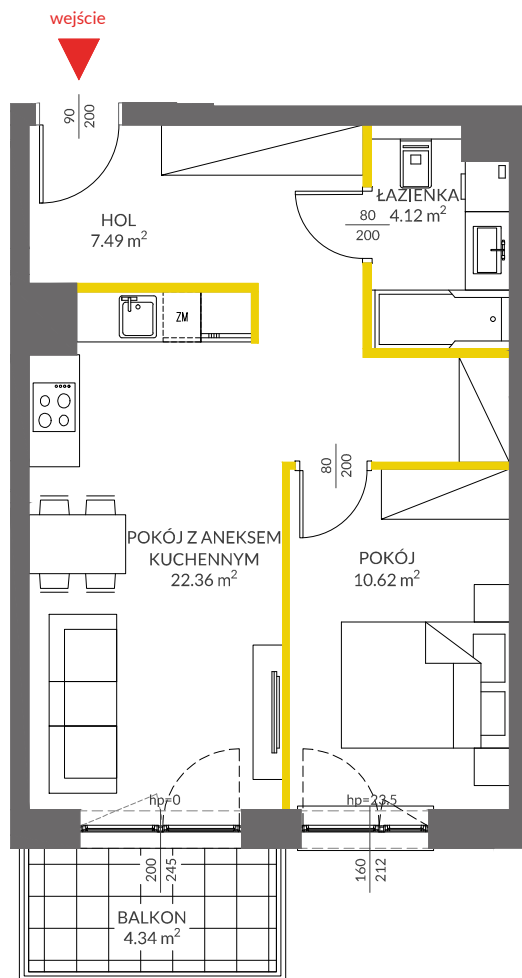 wejście
90
200
HOL
7.49 m²
ŁAZIENKA
4.12 m²
80
200
ZM
80
200
POKÓJ Z ANEKSEM
KUCHENNYM
22.36 m²
POKÓJ
10.62 m²
hp=0
hp=23,5
200
245
160
212
BALKON
4.34 m²